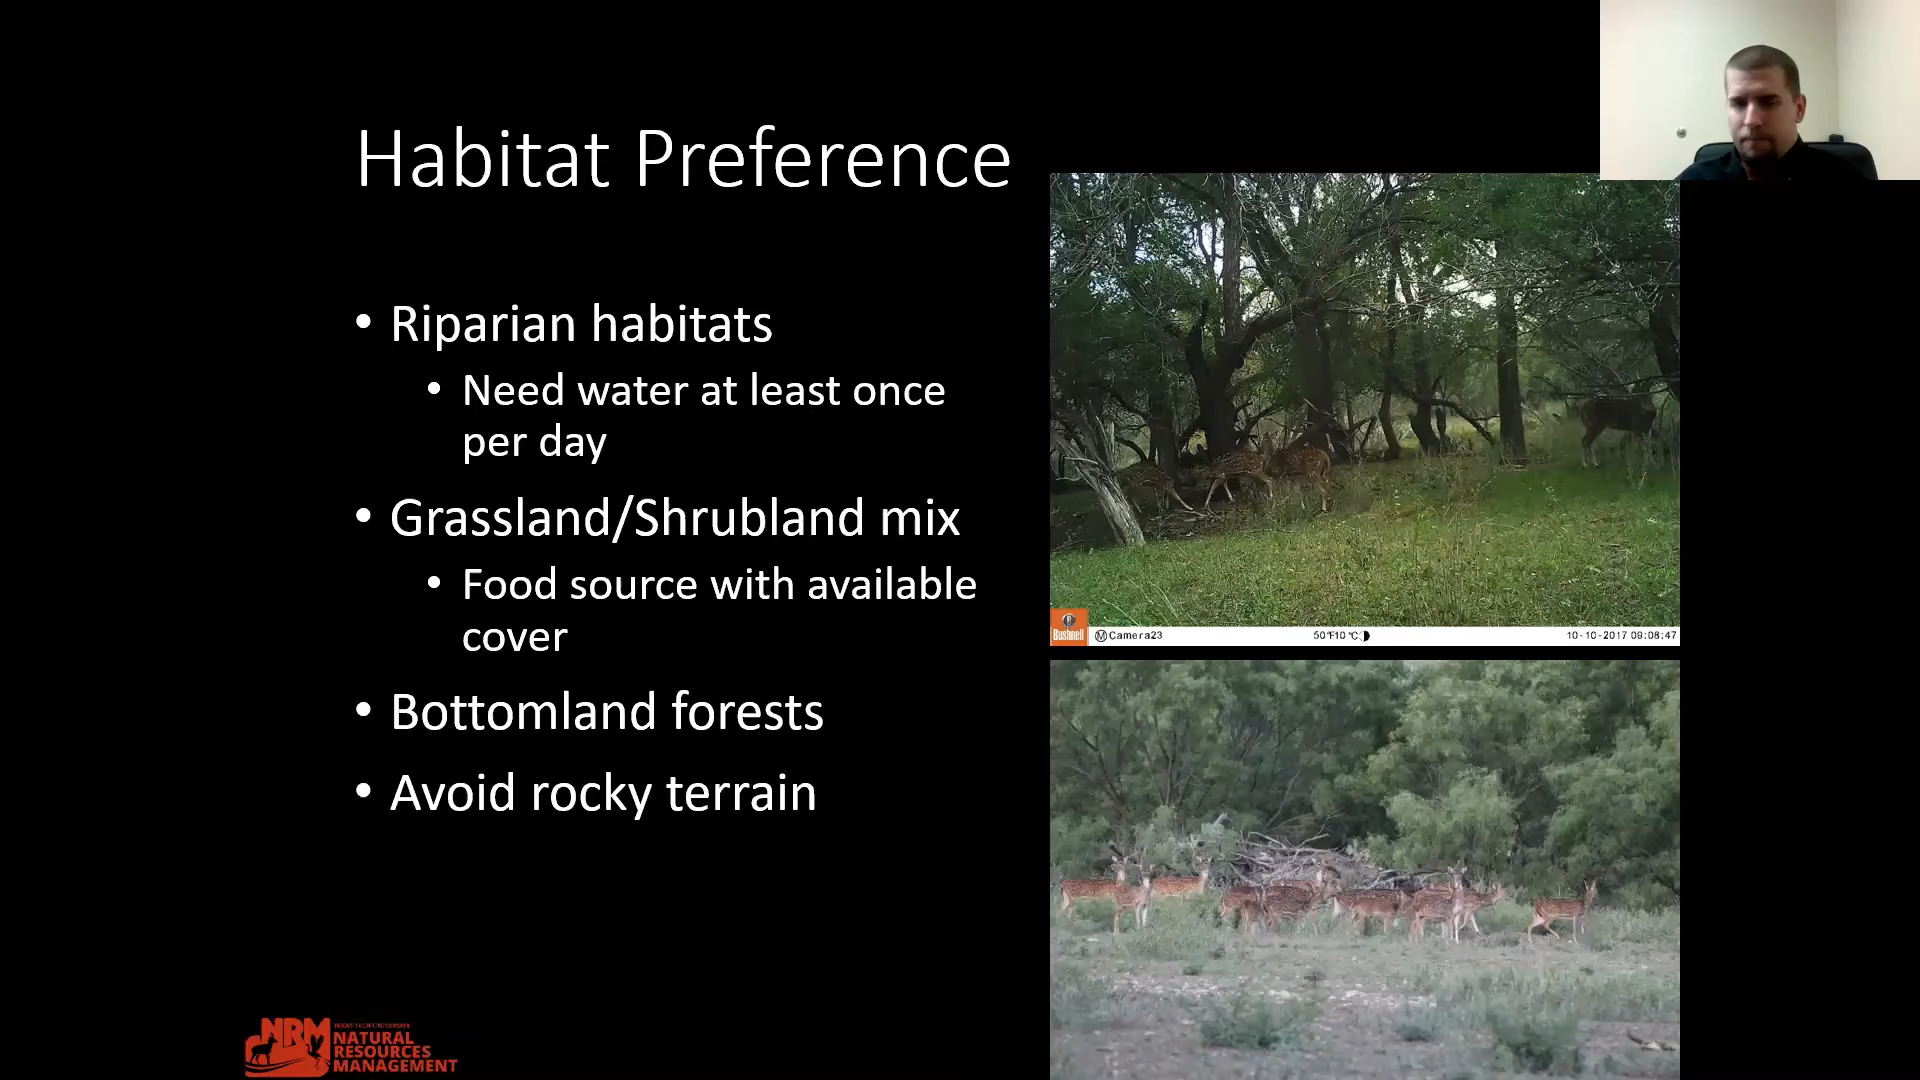 Habitat Preference
• Riparian habitats
• Need water at least once
per day
• Grassland/Shrubland mix
• Food source with available
cover
• Bottomland forests
• Avoid rocky terrain
Bushnell
M Camera23 50°F10°C 10-10-2017 09:08:47
NRM
TEXAS TECH UNIVERSITY
NATURAL
RESOURCES
MANAGEMENT